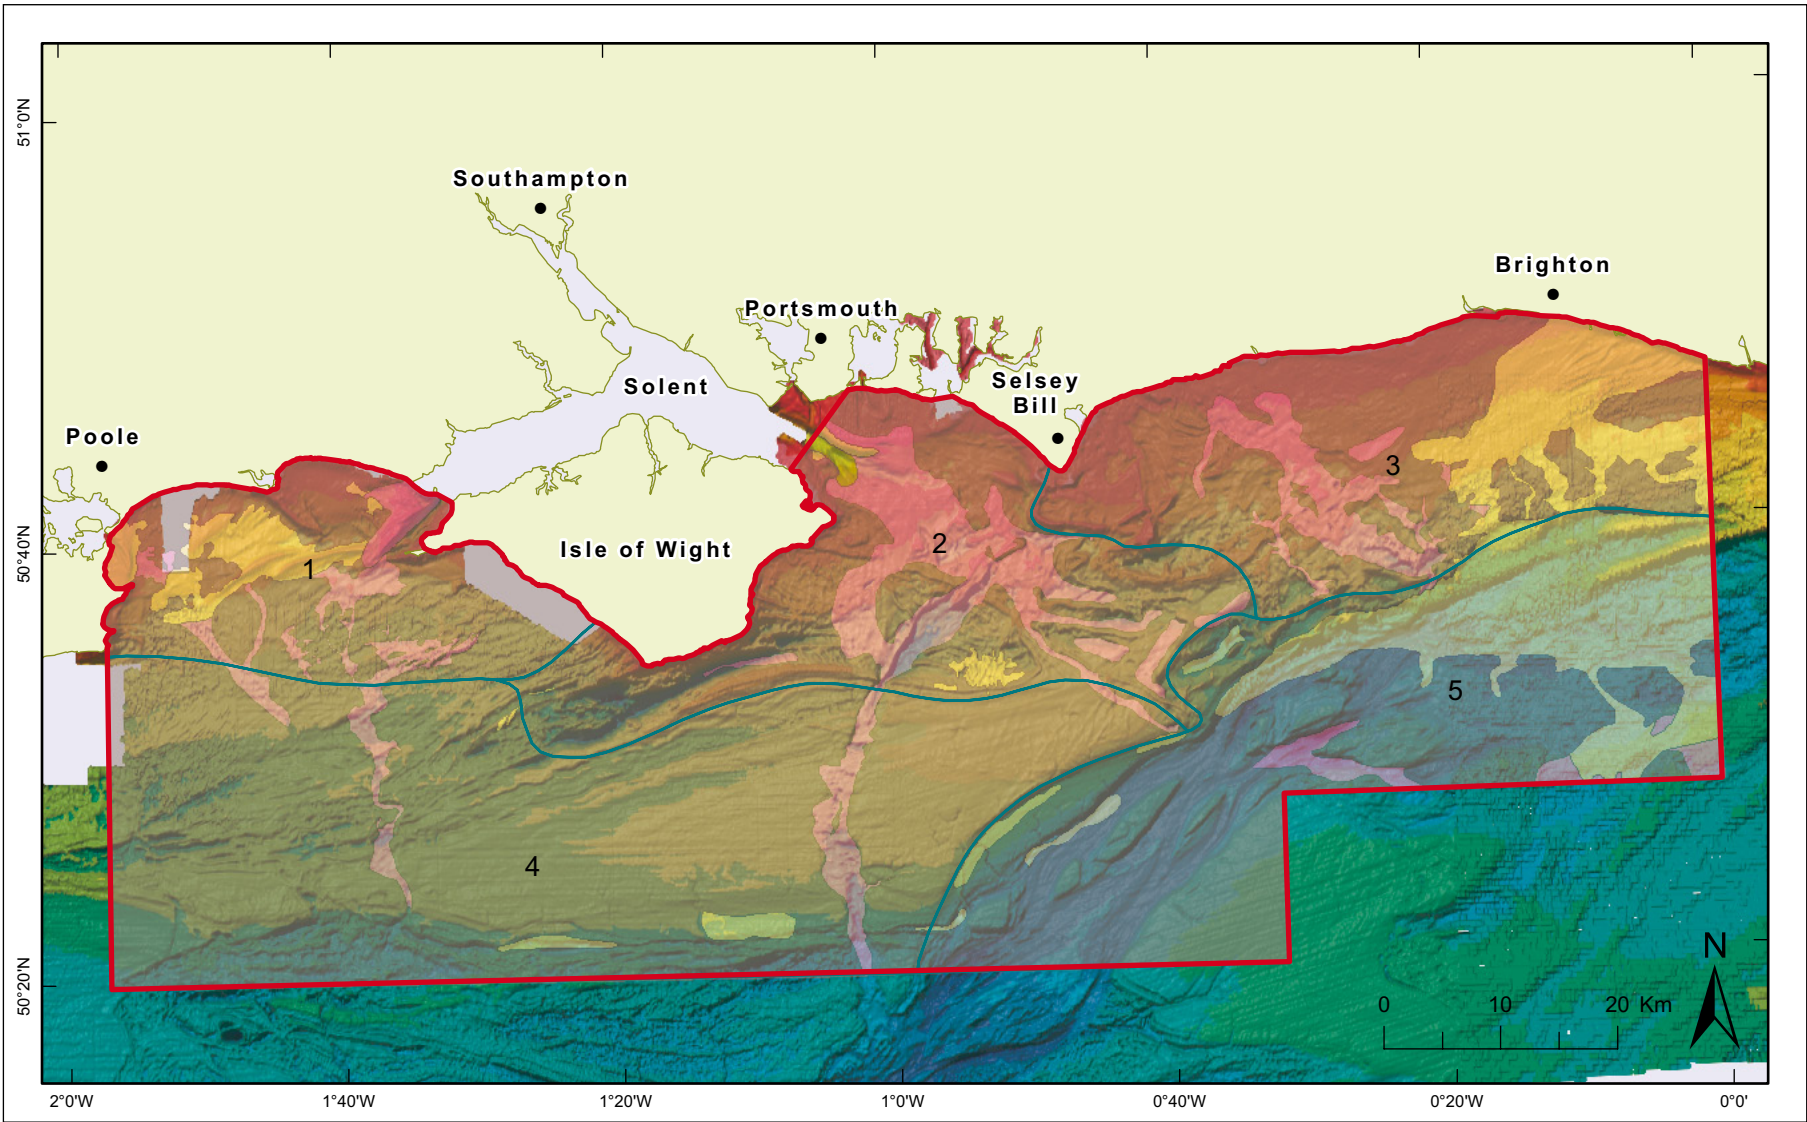 51°0'N
Southampton
Brighton
Portsmouth
Solent
Selsey
Bill
Poole
3
50°40'N
Isle of Wight
2
1
5
4
N
50°20'N
0 10 20 Km
2°0'W 1°40'W 1°20'W 1°0'W 0°40'W 0°20'W 0°0'